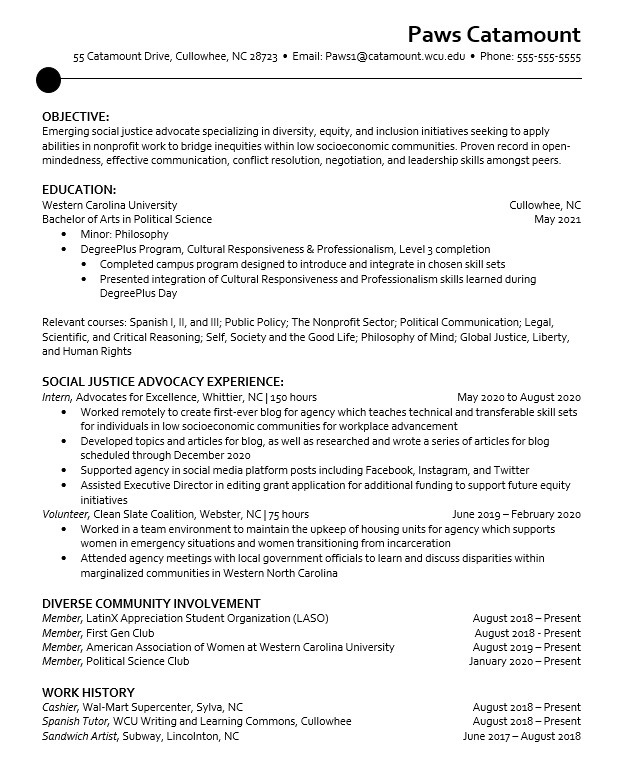 Paws Catamount
55 Catamount Drive, Cullowhee, NC 28723 • Email: Paws1@catamount.wcu.edu • Phone: 555-555-5555
OBJECTIVE:
Emerging social justice advocate specializing in diversity, equity, and inclusion initiatives seeking to apply
abilities in nonprofit work to bridge inequities within low socioeconomic communities. Proven record in open-
mindedness, effective communication, conflict resolution, negotiation, and leadership skills amongst peers.
EDUCATION:
Western Carolina University Cullowhee, NC
Bachelor of Arts in Political Science May 2021
• Minor: Philosophy
• DegreePlus Program, Cultural Responsiveness & Professionalism, Level 3 completion
• Completed campus program designed to introduce and integrate in chosen skill sets
• Presented integration of Cultural Responsiveness and Professionalism skills learned during
DegreePlus Day
Relevant courses: Spanish I, II, and III; Public Policy; The Nonprofit Sector; Political Communication; Legal,
Scientific, and Critical Reasoning; Self, Society and the Good Life; Philosophy of Mind; Global Justice, Liberty,
and Human Rights
SOCIAL JUSTICE ADVOCACY EXPERIENCE:
Intern, Advocates for Excellence, Whittier, NC | 150 hours May 2020 to August 2020
• Worked remotely to create first-ever blog for agency which teaches technical and transferable skill sets
for individuals in low socioeconomic communities for workplace advancement
• Developed topics and articles for blog, as well as researched and wrote a series of articles for blog
scheduled through December 2020
• Supported agency in social media platform posts including Facebook, Instagram, and Twitter
• Assisted Executive Director in editing grant application for additional funding to support future equity
initiatives
Volunteer, Clean Slate Coalition, Webster, NC | 75 hours June 2019 – February 2020
• Worked in a team environment to maintain the upkeep of housing units for agency which supports
women in emergency situations and women transitioning from incarceration
• Attended agency meetings with local government officials to learn and discuss disparities within
marginalized communities in Western North Carolina
DIVERSE COMMUNITY INVOLVEMENT
Member, LatinX Appreciation Student Organization (LASO) August 2018 – Present
Member, First Gen Club August 2018 - Present
Member, American Association of Women at Western Carolina University August 2019 – Present
Member, Political Science Club January 2020 – Present
WORK HISTORY
Cashier, Wal-Mart Supercenter, Sylva, NC August 2018 – Present
Spanish Tutor, WCU Writing and Learning Commons, Cullowhee August 2018 – Present
Sandwich Artist, Subway, Lincolnton, NC June 2017 – August 2018